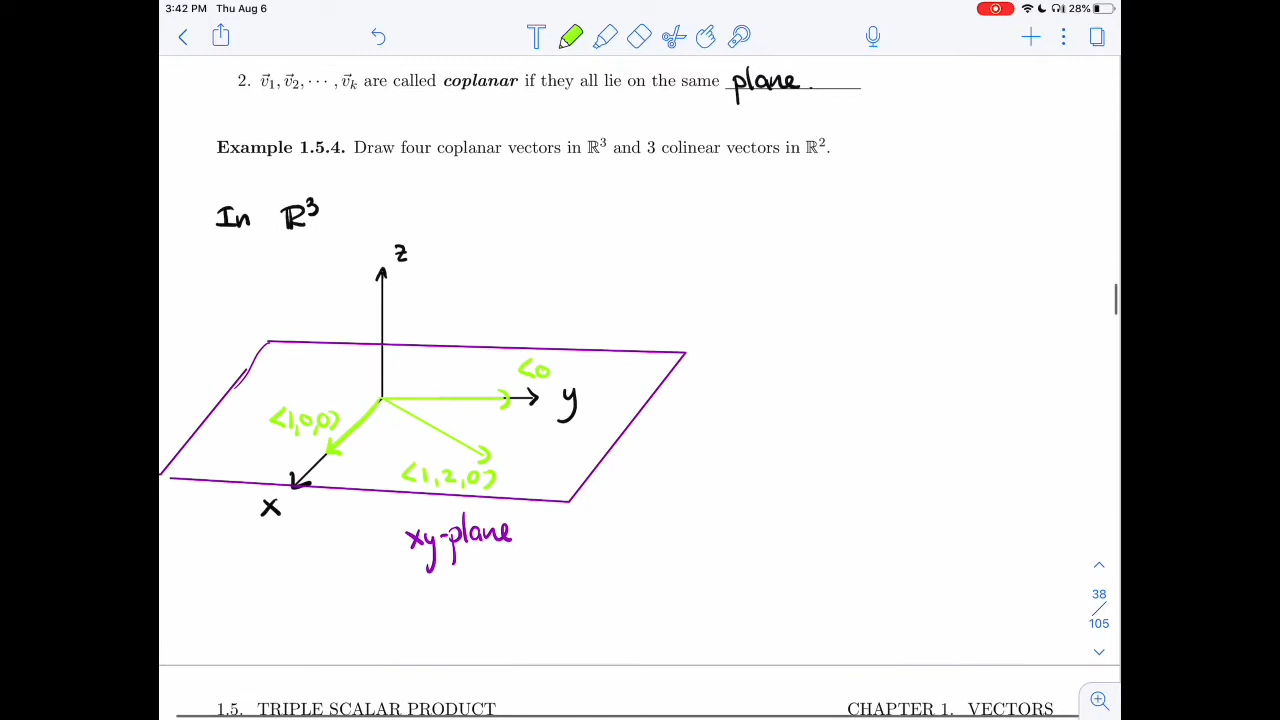 3:42 PM Thu Aug 6
28%
2. v⃗₁, v⃗₂, ⋯ , v⃗ₖ are called coplanar if they all lie on the same plane.
Example 1.5.4. Draw four coplanar vectors in ℝ³ and 3 colinear vectors in ℝ².
In ℝ³
z
<0
y
<1,0,0>
<1,2,0>
x
xy-plane
38
105
1.5. TRIPLE SCALAR PRODUCT CHAPTER 1. VECTORS